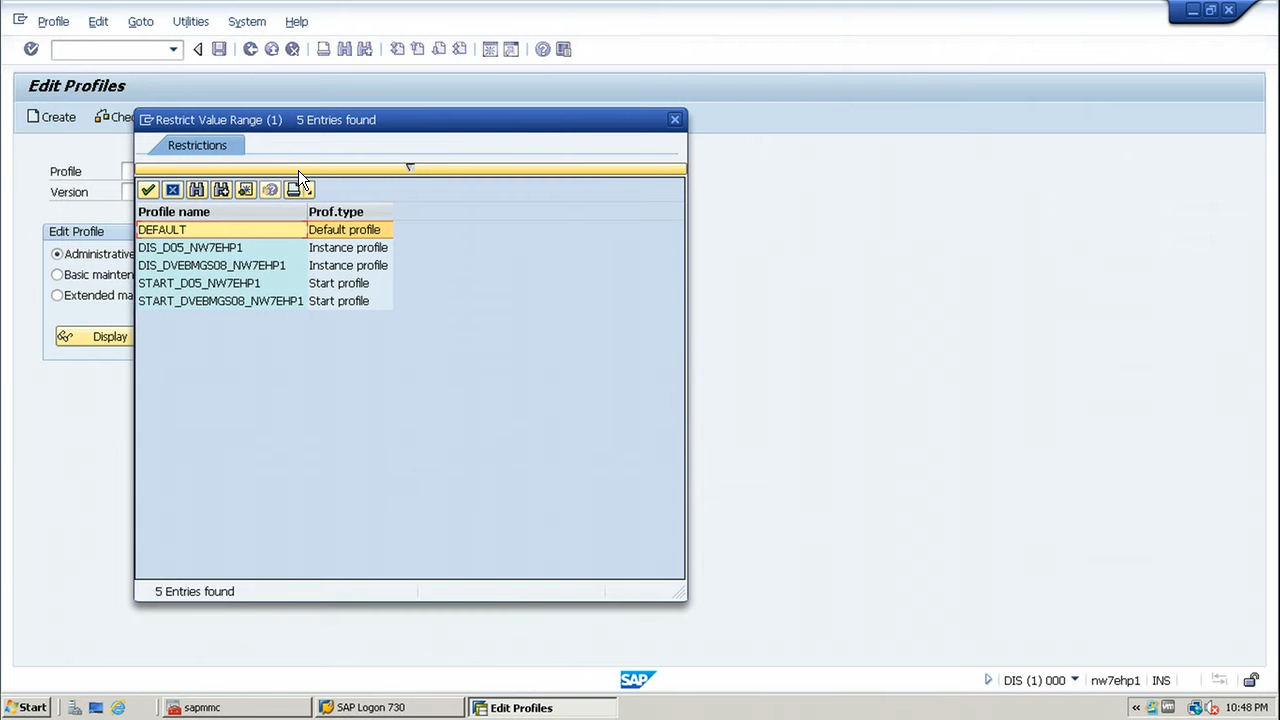 Profile Edit Goto Utilities System Help
Edit Profiles
Create Chec
Restrict Value Range (1) 5 Entries found
Restrictions
Profile
Version
Profile name Prof.type
DEFAULT Default profile
DIS_D05_NW7EHP1 Instance profile
DIS_DVEBMGS08_NW7EHP1 Instance profile
START_D05_NW7EHP1 Start profile
START_DVEBMGS08_NW7EHP1 Start profile
Edit Profile
Administrative
Basic mainten
Extended ma
Display
5 Entries found
SAP DIS (1) 000 nw7ehp1 INS
Start sapmmc SAP Logon 730 Edit Profiles 10:48 PM